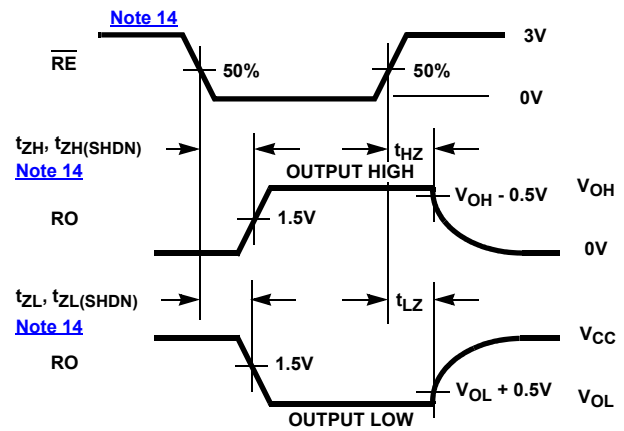 Note 14
RE
50%
50%
3V
0V
tZH, tZH(SHDN)
Note 14
tHZ
OUTPUT HIGH
VOH - 0.5V
VOH
RO
1.5V
0V
tZL, tZL(SHDN)
Note 14
tLZ
VCC
RO
1.5V
VOL + 0.5V
VOL
OUTPUT LOW